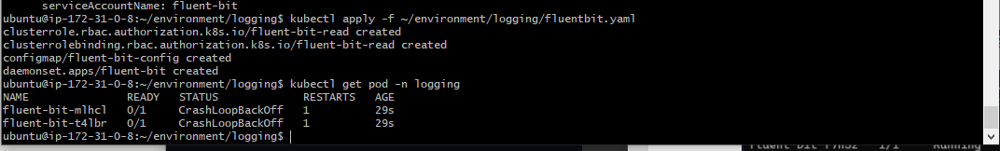 serviceAccountName: fluent-bit
ubuntu@ip-172-31-0-8:~/environment/logging$ kubectl apply -f ~/environment/logging/fluentbit.yaml
clusterrole.rbac.authorization.k8s.io/fluent-bit-read created
clusterrolebinding.rbac.authorization.k8s.io/fluent-bit-read created
configmap/fluent-bit-config created
daemonset.apps/fluent-bit created
ubuntu@ip-172-31-0-8:~/environment/logging$ kubectl get pod -n logging
NAME READY STATUS RESTARTS AGE
fluent-bit-mlhcl 0/1 CrashLoopBackOff 1 29s
fluent-bit-t4lbr 0/1 CrashLoopBackOff 1 29s
ubuntu@ip-172-31-0-8:~/environment/logging$
1/1 Running